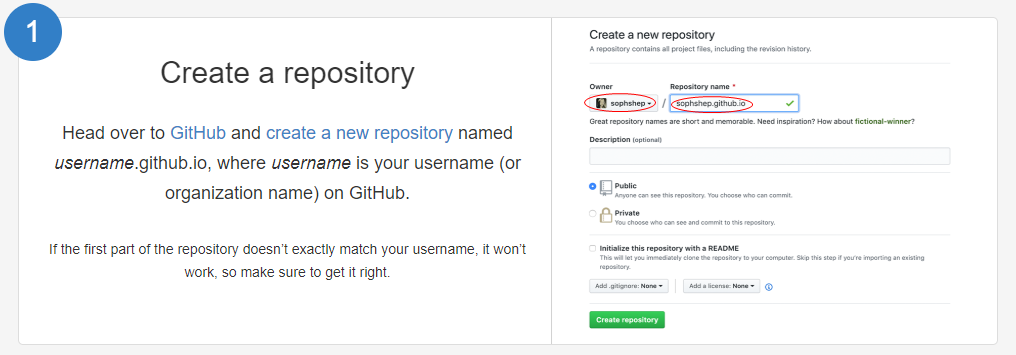 1
Create a repository
Head over to GitHub and create a new repository named
username.github.io, where username is your username (or
organization name) on GitHub.
If the first part of the repository doesn’t exactly match your username, it won’t
work, so make sure to get it right.
Create a new repository
A repository contains all project files, including the revision history.
Owner
Repository name *
sophshep / sophshep.github.io
Great repository names are short and memorable. Need inspiration? How about fictional-winner?
Description (optional)
Public
Anyone can see this repository. You choose who can commit.
Private
You choose who can see and commit to this repository.
Initialize this repository with a README
This will let you immediately clone the repository to your computer. Skip this step if you're importing an existing
repository.
Add .gitignore: None
Add a license: None
Create repository